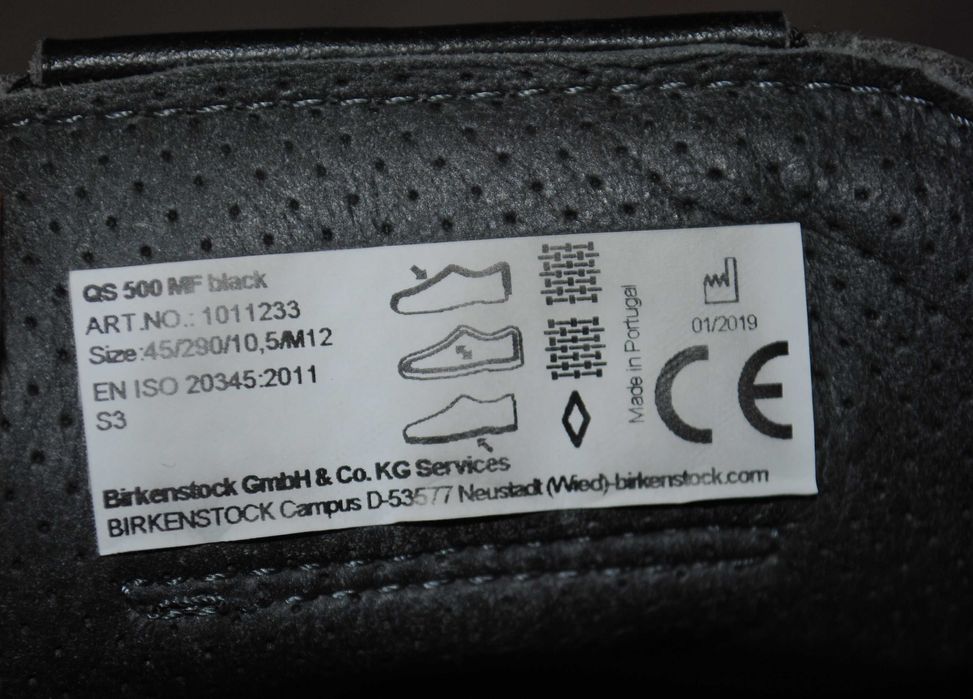 QS 500 MF black
ART.NO.: 1011233
Size:45/290/10,5/M12
EN ISO 20345:2011
S3
Made in Portugal
01/2019
CE
Birkenstock GmbH & Co. KG Services
BIRKENSTOCK Campus D-53577 Neustadt (Wied)-birkenstock.com